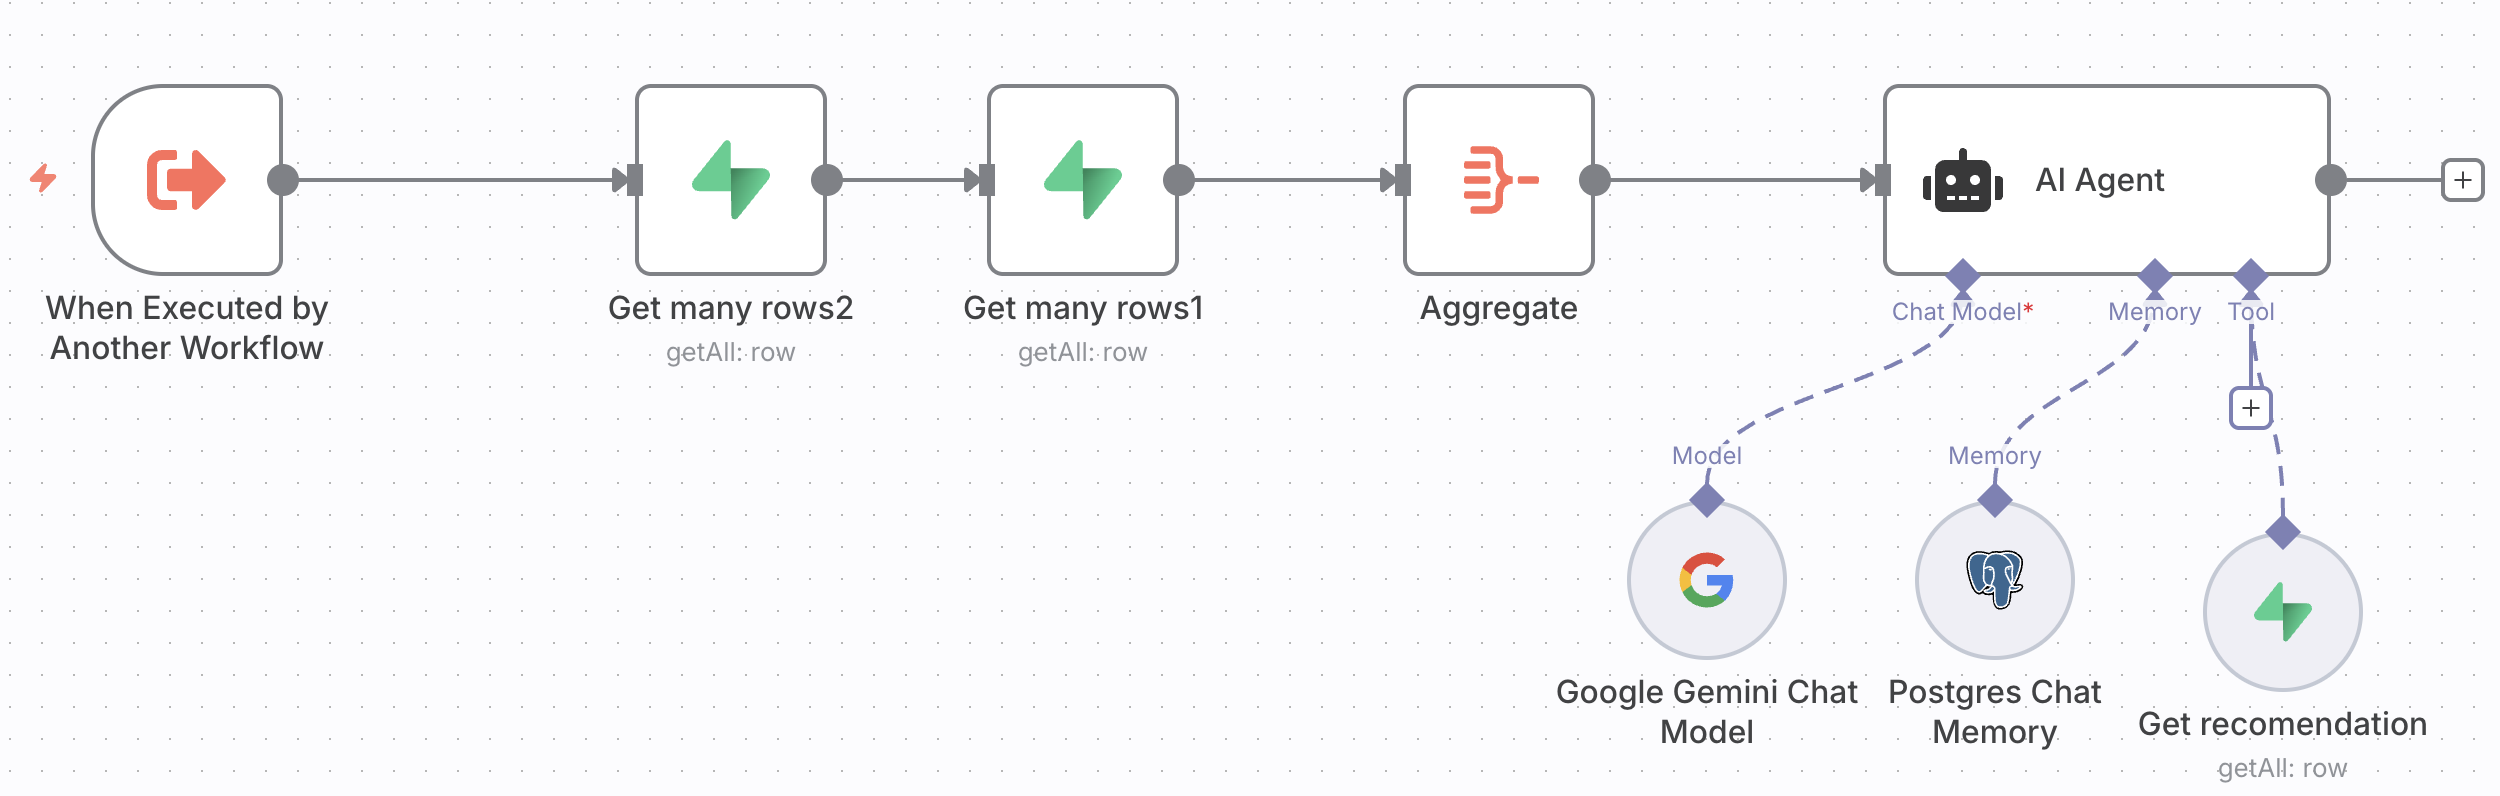 AI Agent
When Executed by
Another Workflow
Get many rows2
getAll: row
Get many rows1
getAll: row
Aggregate
Chat Model*
Memory
Tool
Model
Memory
Google Gemini Chat
Model
Postgres Chat
Memory
Get recomendation
getAll: row